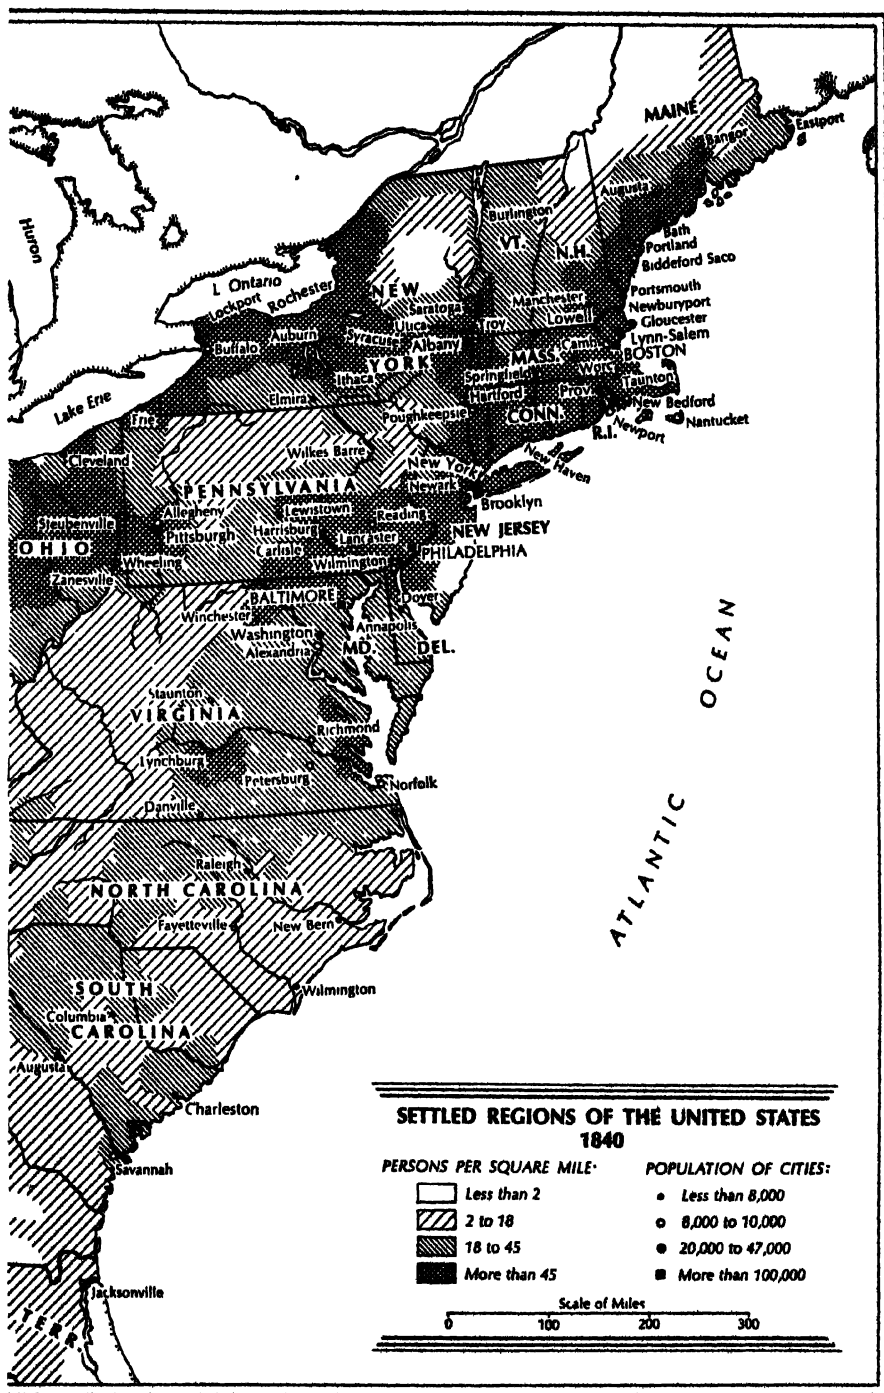 MAINE
Eastport
Bangor
Augusta
Burlington
VT.
N.H.
Bath
Portland
Biddeford Saco
Huron
L Ontario
Lockport
Rochester
NEW
Saratoga
Manchester
Portsmouth
Newburyport
Gloucester
Lynn-Salem
Lowell
Troy
Utica
Syracuse
Auburn
Buffalo
Albany
Camb
MASS.
BOSTON
YORK
Worc
Springfield
Ithaca
Taunton
Prov
Hartford
Lake Erie
Elmira
New Bedford
Nantucket
Newport
R.I.
CONN.
Poughkeepsie
Erie
Wilkes Barre
Cleveland
New York
New Haven
Newark
PENNSYLVANIA
Brooklyn
Allegheny
Lewistown
Reading
Steubenville
Pittsburgh
Harrisburg
Lancaster
NEW JERSEY
OHIO
Carlisle
PHILADELPHIA
Wheeling
Wilmington
Zanesville
BALTIMORE
Dover
Winchester
Annapolis
Washington
Alexandria
MD.
DEL.
Staunton
VIRGINIA
Richmond
Lynchburg
Petersburg
Norfolk
Danville
Raleigh
NORTH CAROLINA
Fayetteville
New Bern
SOUTH
Wilmington
Columbia
CAROLINA
Augusta
Charleston
Savannah
Jacksonville
TERR.
ATLANTIC OCEAN
SETTLED REGIONS OF THE UNITED STATES
1840
PERSONS PER SQUARE MILE·
Less than 2
2 to 18
18 to 45
More than 45
POPULATION OF CITIES:
Less than 8,000
8,000 to 10,000
20,000 to 47,000
More than 100,000
Scale of Miles
0 100 200 300